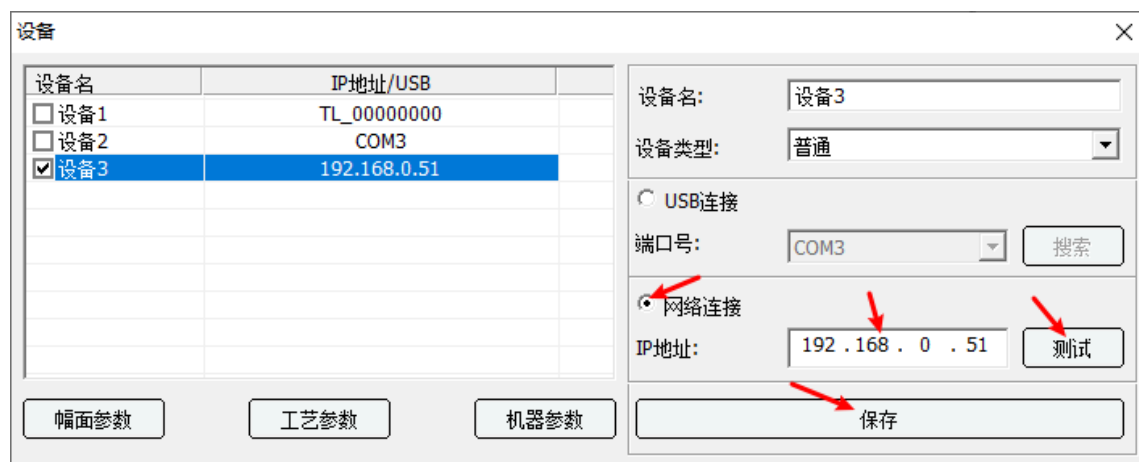 设备
设备名 IP地址/USB
设备1 TL_00000000
设备2 COM3
设备3 192.168.0.51
设备名: 设备3
设备类型: 普通
USB连接
端口号: COM3 搜索
网络连接
IP地址: 192 . 168 . 0 . 51 测试
幅面参数 工艺参数 机器参数 保存